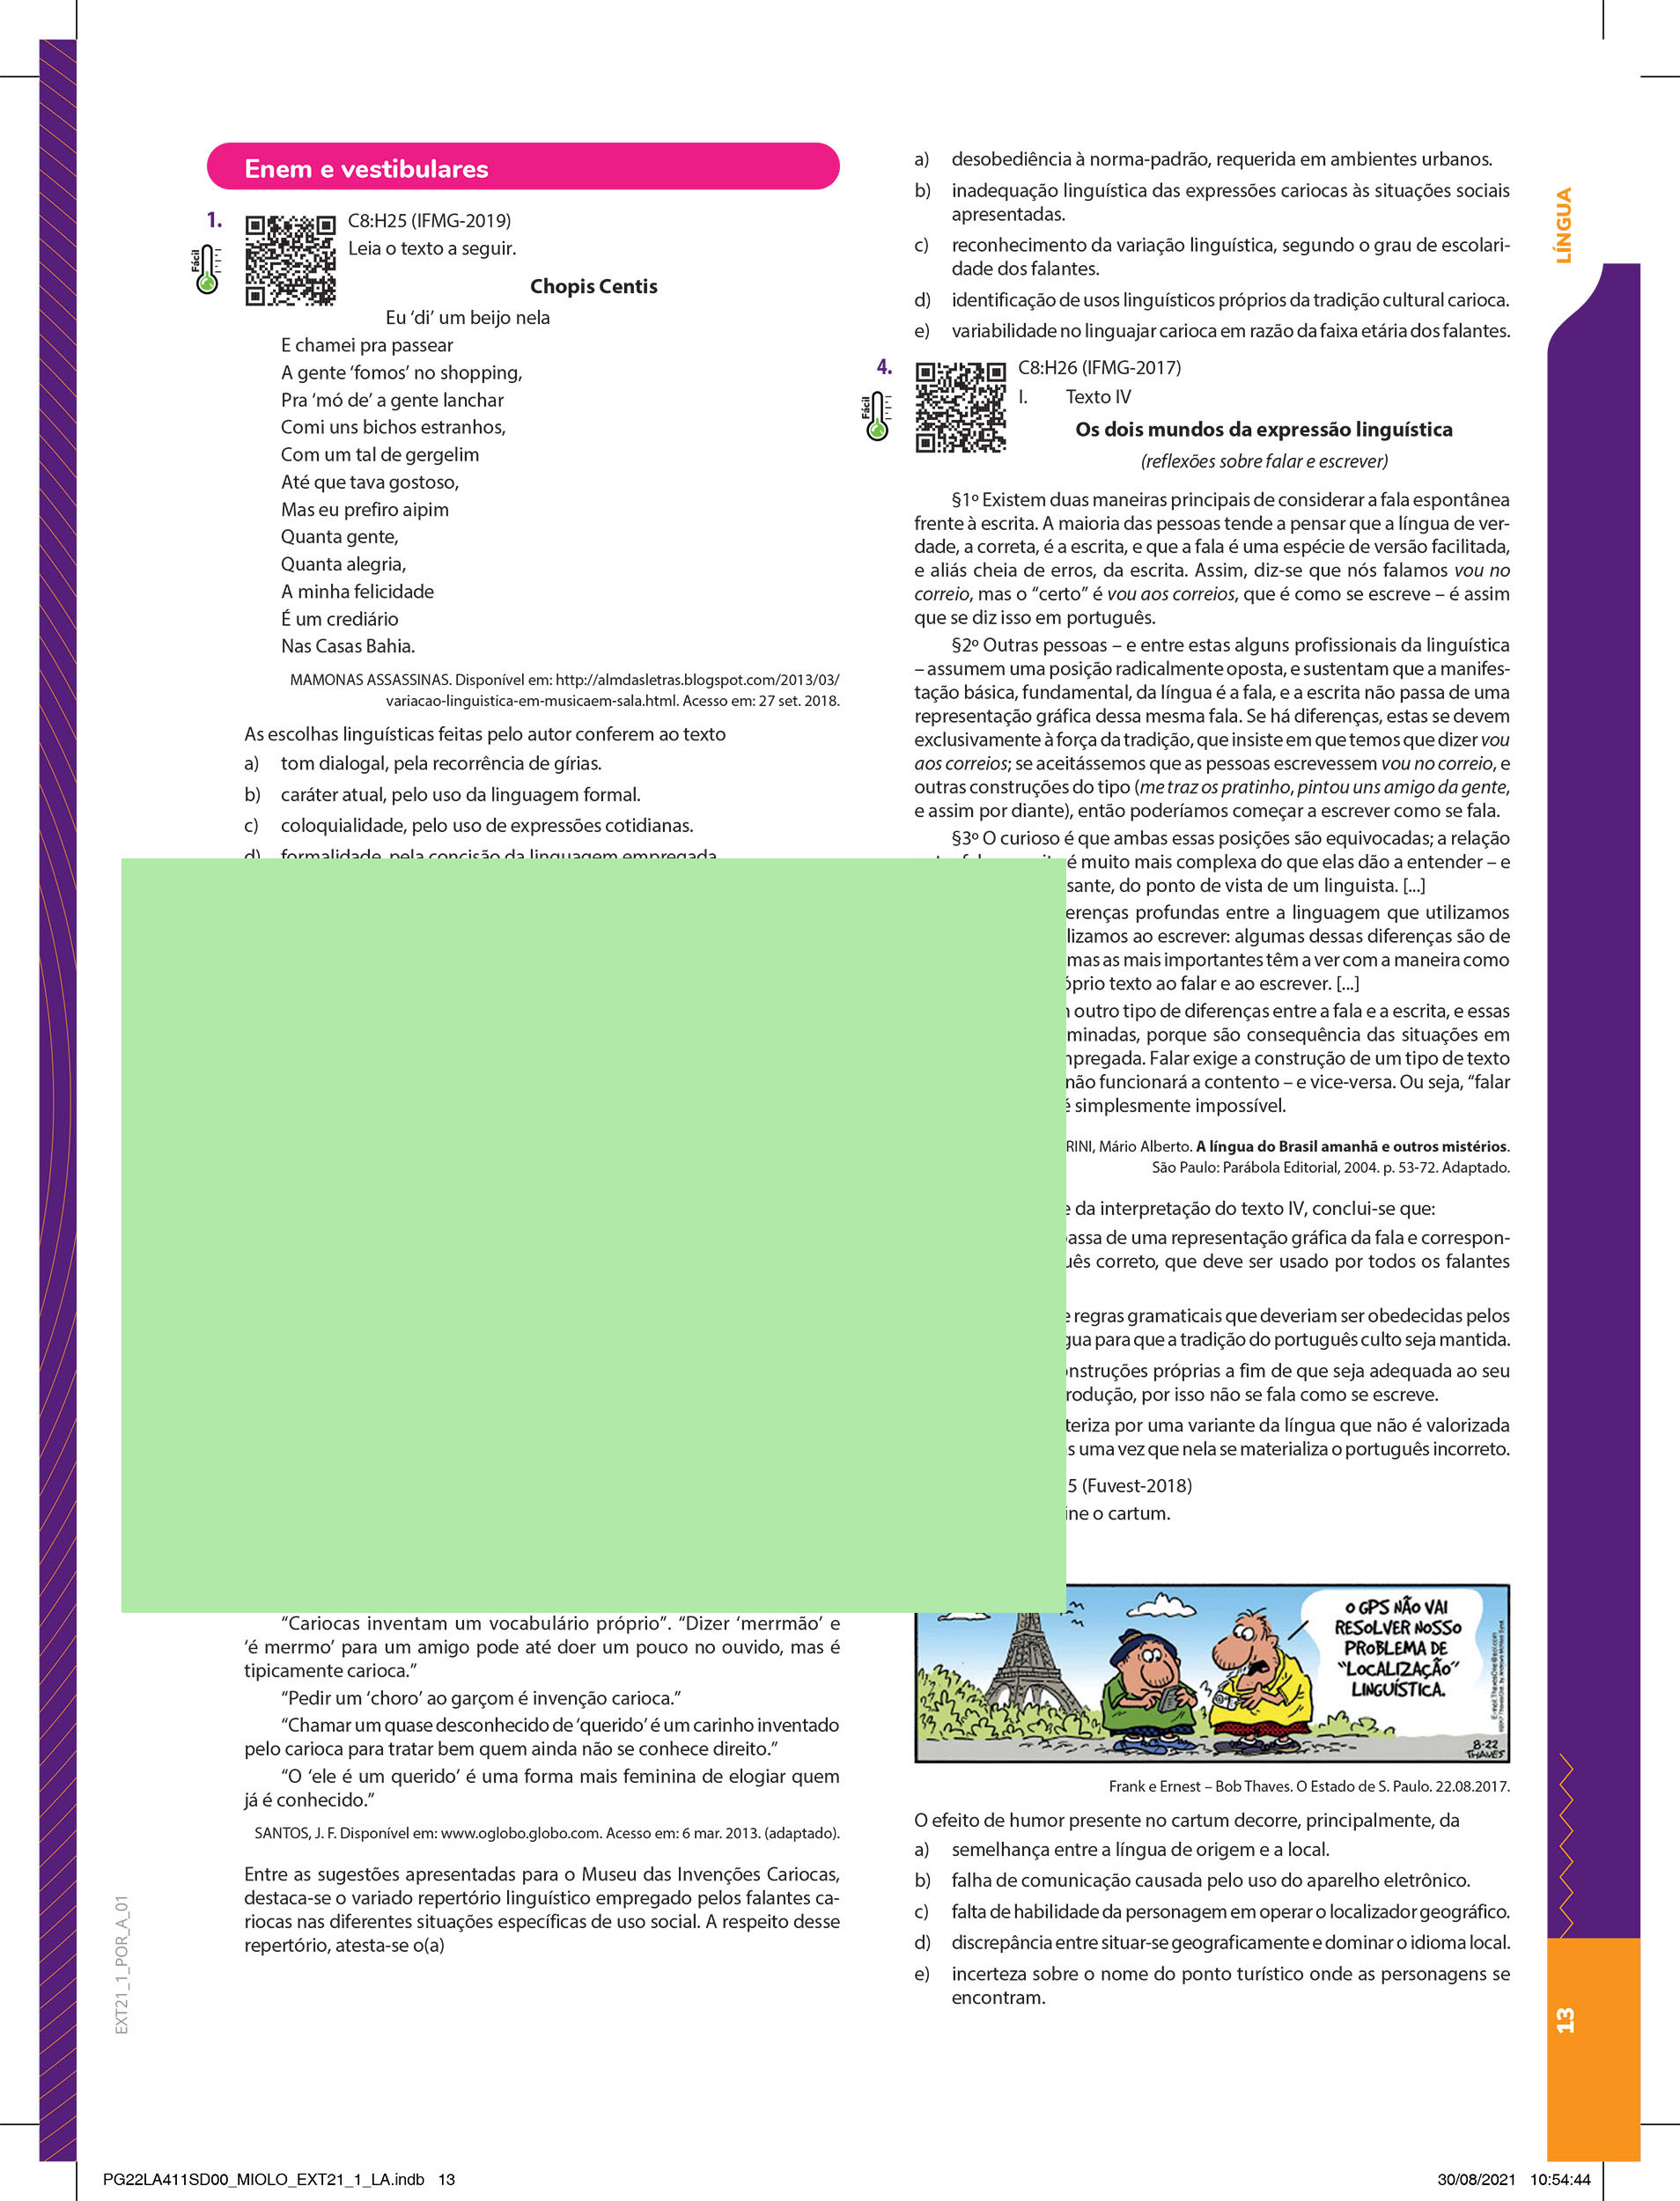 Enem e vestibulares
1.
Fácil
C8:H25 (IFMG-2019)
Leia o texto a seguir.
Chopis Centis
Eu ‘di’ um beijo nela
E chamei pra passear
A gente ‘fomos’ no shopping,
Pra ‘mó de’ a gente lanchar
Comi uns bichos estranhos,
Com um tal de gergelim
Até que tava gostoso,
Mas eu prefiro aipim
Quanta gente,
Quanta alegria,
A minha felicidade
É um crediário
Nas Casas Bahia.
MAMONAS ASSASSINAS. Disponível em: http://almdasletras.blogspot.com/2013/03/
variacao-linguistica-em-musicaem-sala.html. Acesso em: 27 set. 2018.
As escolhas linguísticas feitas pelo autor conferem ao texto
a) tom dialogal, pela recorrência de gírias.
b) caráter atual, pelo uso da linguagem formal.
c) coloquialidade, pelo uso de expressões cotidianas.
d) formalidade, pela concisão da linguagem empregada.
“Cariocas inventam um vocabulário próprio”. “Dizer ‘merrmão’ e
‘é merrmo’ para um amigo pode até doer um pouco no ouvido, mas é
tipicamente carioca.”
“Pedir um ‘choro’ ao garçom é invenção carioca.”
“Chamar um quase desconhecido de ‘querido’ é um carinho inventado
pelo carioca para tratar bem quem ainda não se conhece direito.”
“O ‘ele é um querido’ é uma forma mais feminina de elogiar quem
já é conhecido.”
SANTOS, J. F. Disponível em: www.oglobo.globo.com. Acesso em: 6 mar. 2013. (adaptado).
Entre as sugestões apresentadas para o Museu das Invenções Cariocas,
destaca-se o variado repertório linguístico empregado pelos falantes ca-
riocas nas diferentes situações específicas de uso social. A respeito desse
repertório, atesta-se o(a)
a) desobediência à norma-padrão, requerida em ambientes urbanos.
b) inadequação linguística das expressões cariocas às situações sociais
apresentadas.
c) reconhecimento da variação linguística, segundo o grau de escolari-
dade dos falantes.
d) identificação de usos linguísticos próprios da tradição cultural carioca.
e) variabilidade no linguajar carioca em razão da faixa etária dos falantes.
4.
Fácil
C8:H26 (IFMG-2017)
I. Texto IV
Os dois mundos da expressão linguística
(reflexões sobre falar e escrever)
§1º Existem duas maneiras principais de considerar a fala espontânea
frente à escrita. A maioria das pessoas tende a pensar que a língua de ver-
dade, a correta, é a escrita, e que a fala é uma espécie de versão facilitada,
e aliás cheia de erros, da escrita. Assim, diz-se que nós falamos vou no
correio, mas o “certo” é vou aos correios, que é como se escreve – é assim
que se diz isso em português.
§2º Outras pessoas – e entre estas alguns profissionais da linguística
– assumem uma posição radicalmente oposta, e sustentam que a manifes-
tação básica, fundamental, da língua é a fala, e a escrita não passa de uma
representação gráfica dessa mesma fala. Se há diferenças, estas se devem
exclusivamente à força da tradição, que insiste em que temos que dizer vou
aos correios; se aceitássemos que as pessoas escrevessem vou no correio, e
outras construções do tipo (me traz os pratinho, pintou uns amigo da gente,
e assim por diante), então poderíamos começar a escrever como se fala.
§3º O curioso é que ambas essas posições são equivocadas; a relação
é muito mais complexa do que elas dão a entender – e
sante, do ponto de vista de um linguista. [...]
erenças profundas entre a linguagem que utilizamos
lizamos ao escrever: algumas dessas diferenças são de
mas as mais importantes têm a ver com a maneira como
óprio texto ao falar e ao escrever. [...]
outro tipo de diferenças entre a fala e a escrita, e essas
minadas, porque são consequência das situações em
mpregada. Falar exige a construção de um tipo de texto
não funcionará a contento – e vice-versa. Ou seja, “falar
é simplesmente impossível.
RINI, Mário Alberto. A língua do Brasil amanhã e outros mistérios.
São Paulo: Parábola Editorial, 2004. p. 53-72. Adaptado.
e da interpretação do texto IV, conclui-se que:
passa de uma representação gráfica da fala e correspon-
uês correto, que deve ser usado por todos os falantes
e regras gramaticais que deveriam ser obedecidas pelos
gua para que a tradição do português culto seja mantida.
onstruções próprias a fim de que seja adequada ao seu
rodução, por isso não se fala como se escreve.
teriza por uma variante da língua que não é valorizada
s uma vez que nela se materializa o português incorreto.
5 (Fuvest-2018)
ine o cartum.
O GPS NÃO VAI
RESOLVER NOSSO
PROBLEMA DE
“LOCALIZAÇÃO”
LINGUÍSTICA.
8-22
THAVES
Frank e Ernest – Bob Thaves. O Estado de S. Paulo. 22.08.2017.
O efeito de humor presente no cartum decorre, principalmente, da
a) semelhança entre a língua de origem e a local.
b) falha de comunicação causada pelo uso do aparelho eletrônico.
c) falta de habilidade da personagem em operar o localizador geográfico.
d) discrepância entre situar-se geograficamente e dominar o idioma local.
e) incerteza sobre o nome do ponto turístico onde as personagens se
encontram.
LÍNGUA
13
EXT21_1_POR_A_01
PG22LA411SD00_MIOLO_EXT21_1_LA.indb 13
30/08/2021 10:54:44